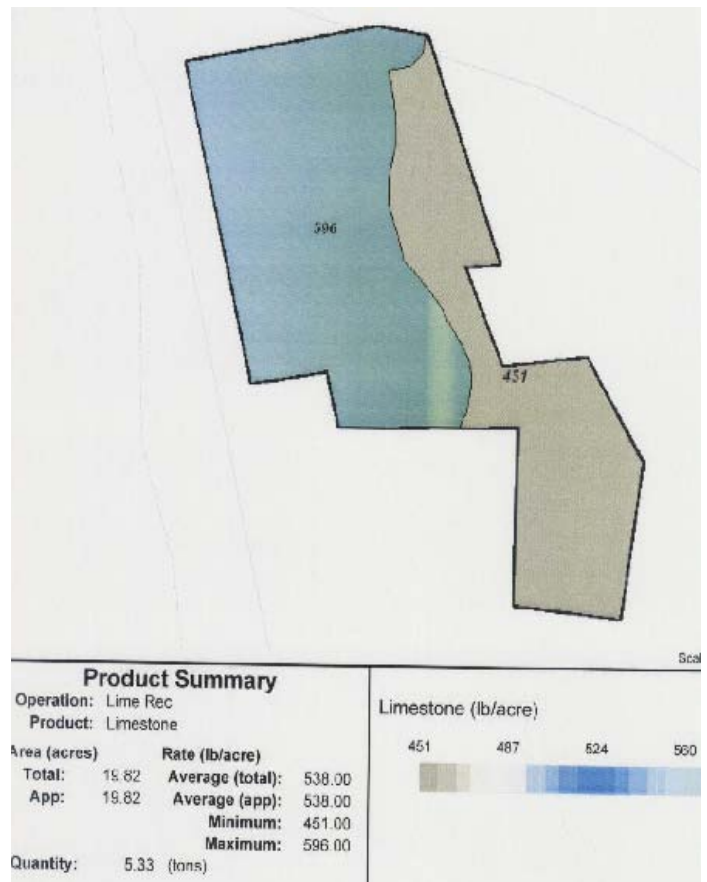 596
451
Scal
Product Summary
Operation: Lime Rec
Product: Limestone
Area (acres) Rate (lb/acre)
Total: 19.82 Average (total): 538.00
App: 19.82 Average (app): 538.00
Minimum: 451.00
Maximum: 596.00
Quantity: 5.33 (tons)
Limestone (lb/acre)
451 487 524 560